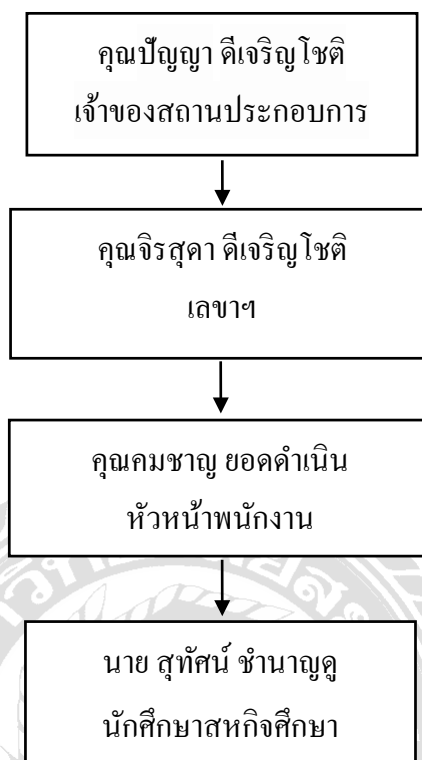 คุณปัญญา ดีเจริญโชติ
เจ้าของสถานประกอบการ
คุณจิรสุดา ดีเจริญโชติ
เลขาฯ
คุณคมชาญ ยอดดำเนิน
หัวหน้าพนักงาน
นาย สุทัศน์ ชำนาญดู
นักศึกษาสหกิจศึกษา